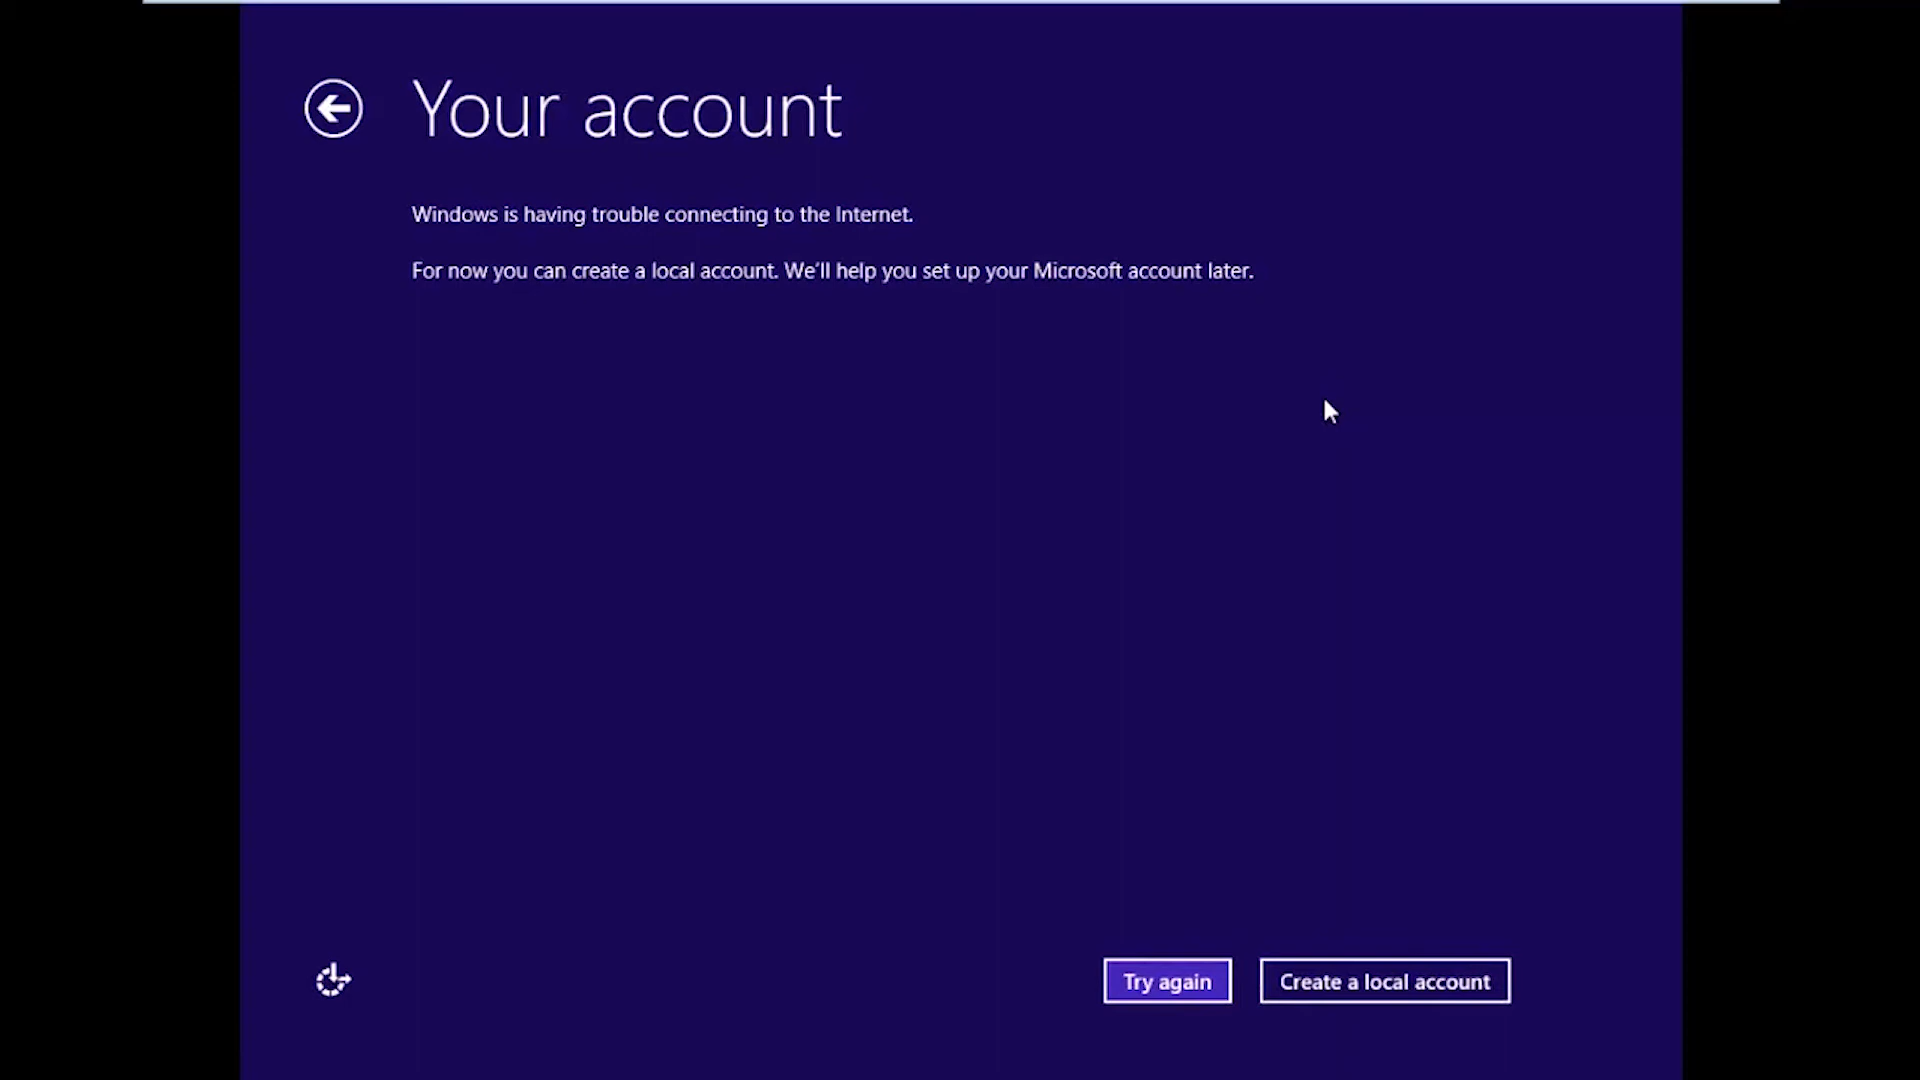 Your account
Windows is having trouble connecting to the Internet.
For now you can create a local account. We'll help you set up your Microsoft account later.
Try again
Create a local account